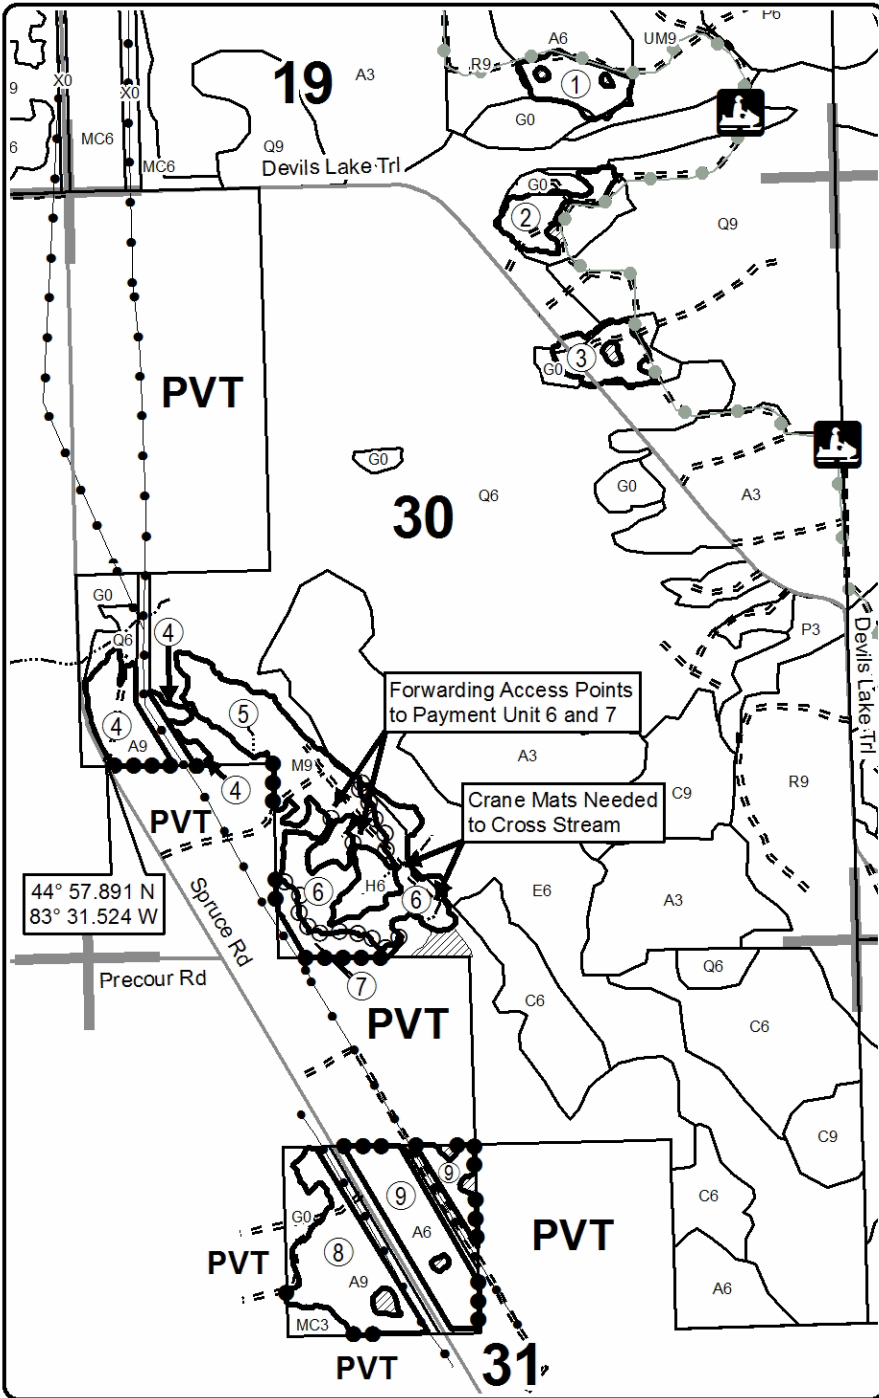 P6
A6
UM9
R9
X0
X0
19
A3
1
9
G0
MC6
6
MC6
Q9
Devils Lake Trl
G0
2
Q9
3
G0
PVT
G0
Q6
G0
A3
30
G0
P3
Q6
4
Forwarding Access Points
to Payment Unit 6 and 7
Devils Lake Trl
5
4
A9
M9
A3
R9
4
C9
Crane Mats Needed
to Cross Stream
PVT
44° 57.891 N
83° 31.524 W
Spruce Rd
6
H6
6
E6
A3
Precour Rd
7
Q6
C6
PVT
C6
C9
9
9
C6
G0
A6
PVT
8
PVT
A9
A6
MC3
PVT
31